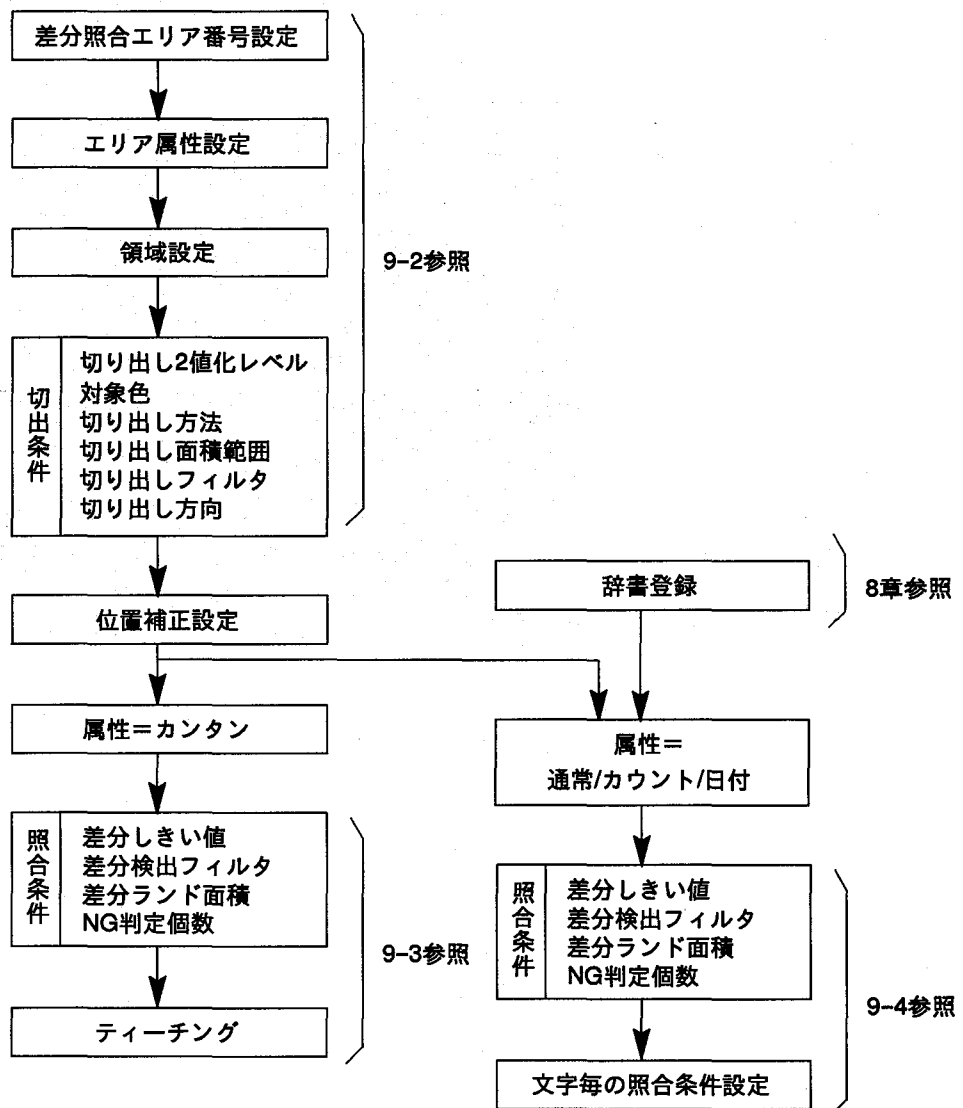 差分照合エリア番号設定
エリア属性設定
領域設定
9-2参照
切出条件
切り出し2値化レベル
対象色
切り出し方法
切り出し面積範囲
切り出しフィルタ
切り出し方向
位置補正設定
辞書登録
8章参照
属性=カンタン
属性=
通常/カウント/日付
照合条件
差分しきい値
差分検出フィルタ
差分ランド面積
NG判定個数
9-3参照
ティーチング
照合条件
差分しきい値
差分検出フィルタ
差分ランド面積
NG判定個数
9-4参照
文字毎の照合条件設定